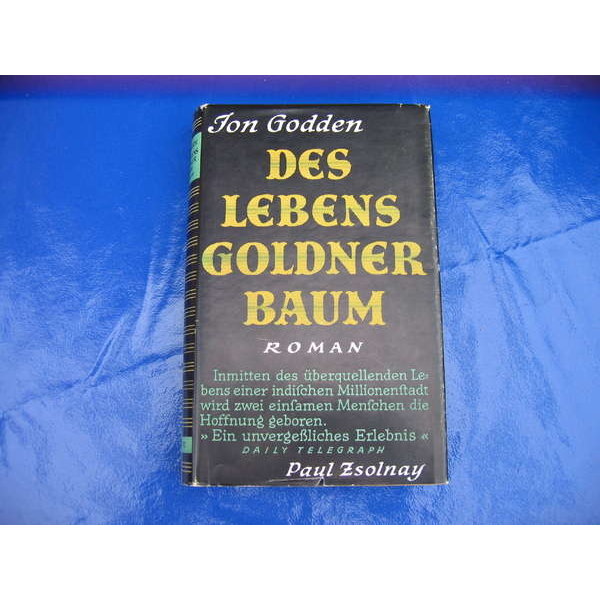 Jon Godden
DES
LEBENS
GOLDNER
BAUM
ROMAN
Inmitten des überquellenden Le-
bens einer indiſchen Millionenſtadt
wird zwei einſamen Menſchen die
Hoffnung geboren.
» Ein unvergeßliches Erlebnis «
DAILY TELEGRAPH
Paul Zsolnay